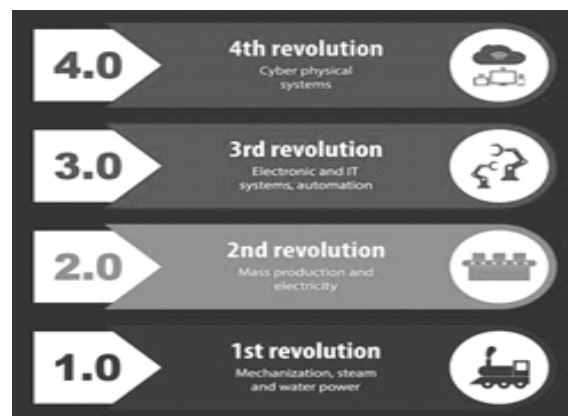 4.0
4th revolution
Cyber physical
systems
3.0
3rd revolution
Electronic and IT
systems, automation
2.0
2nd revolution
Mass production and
electricity
1.0
1st revolution
Mechanization, steam
and water power